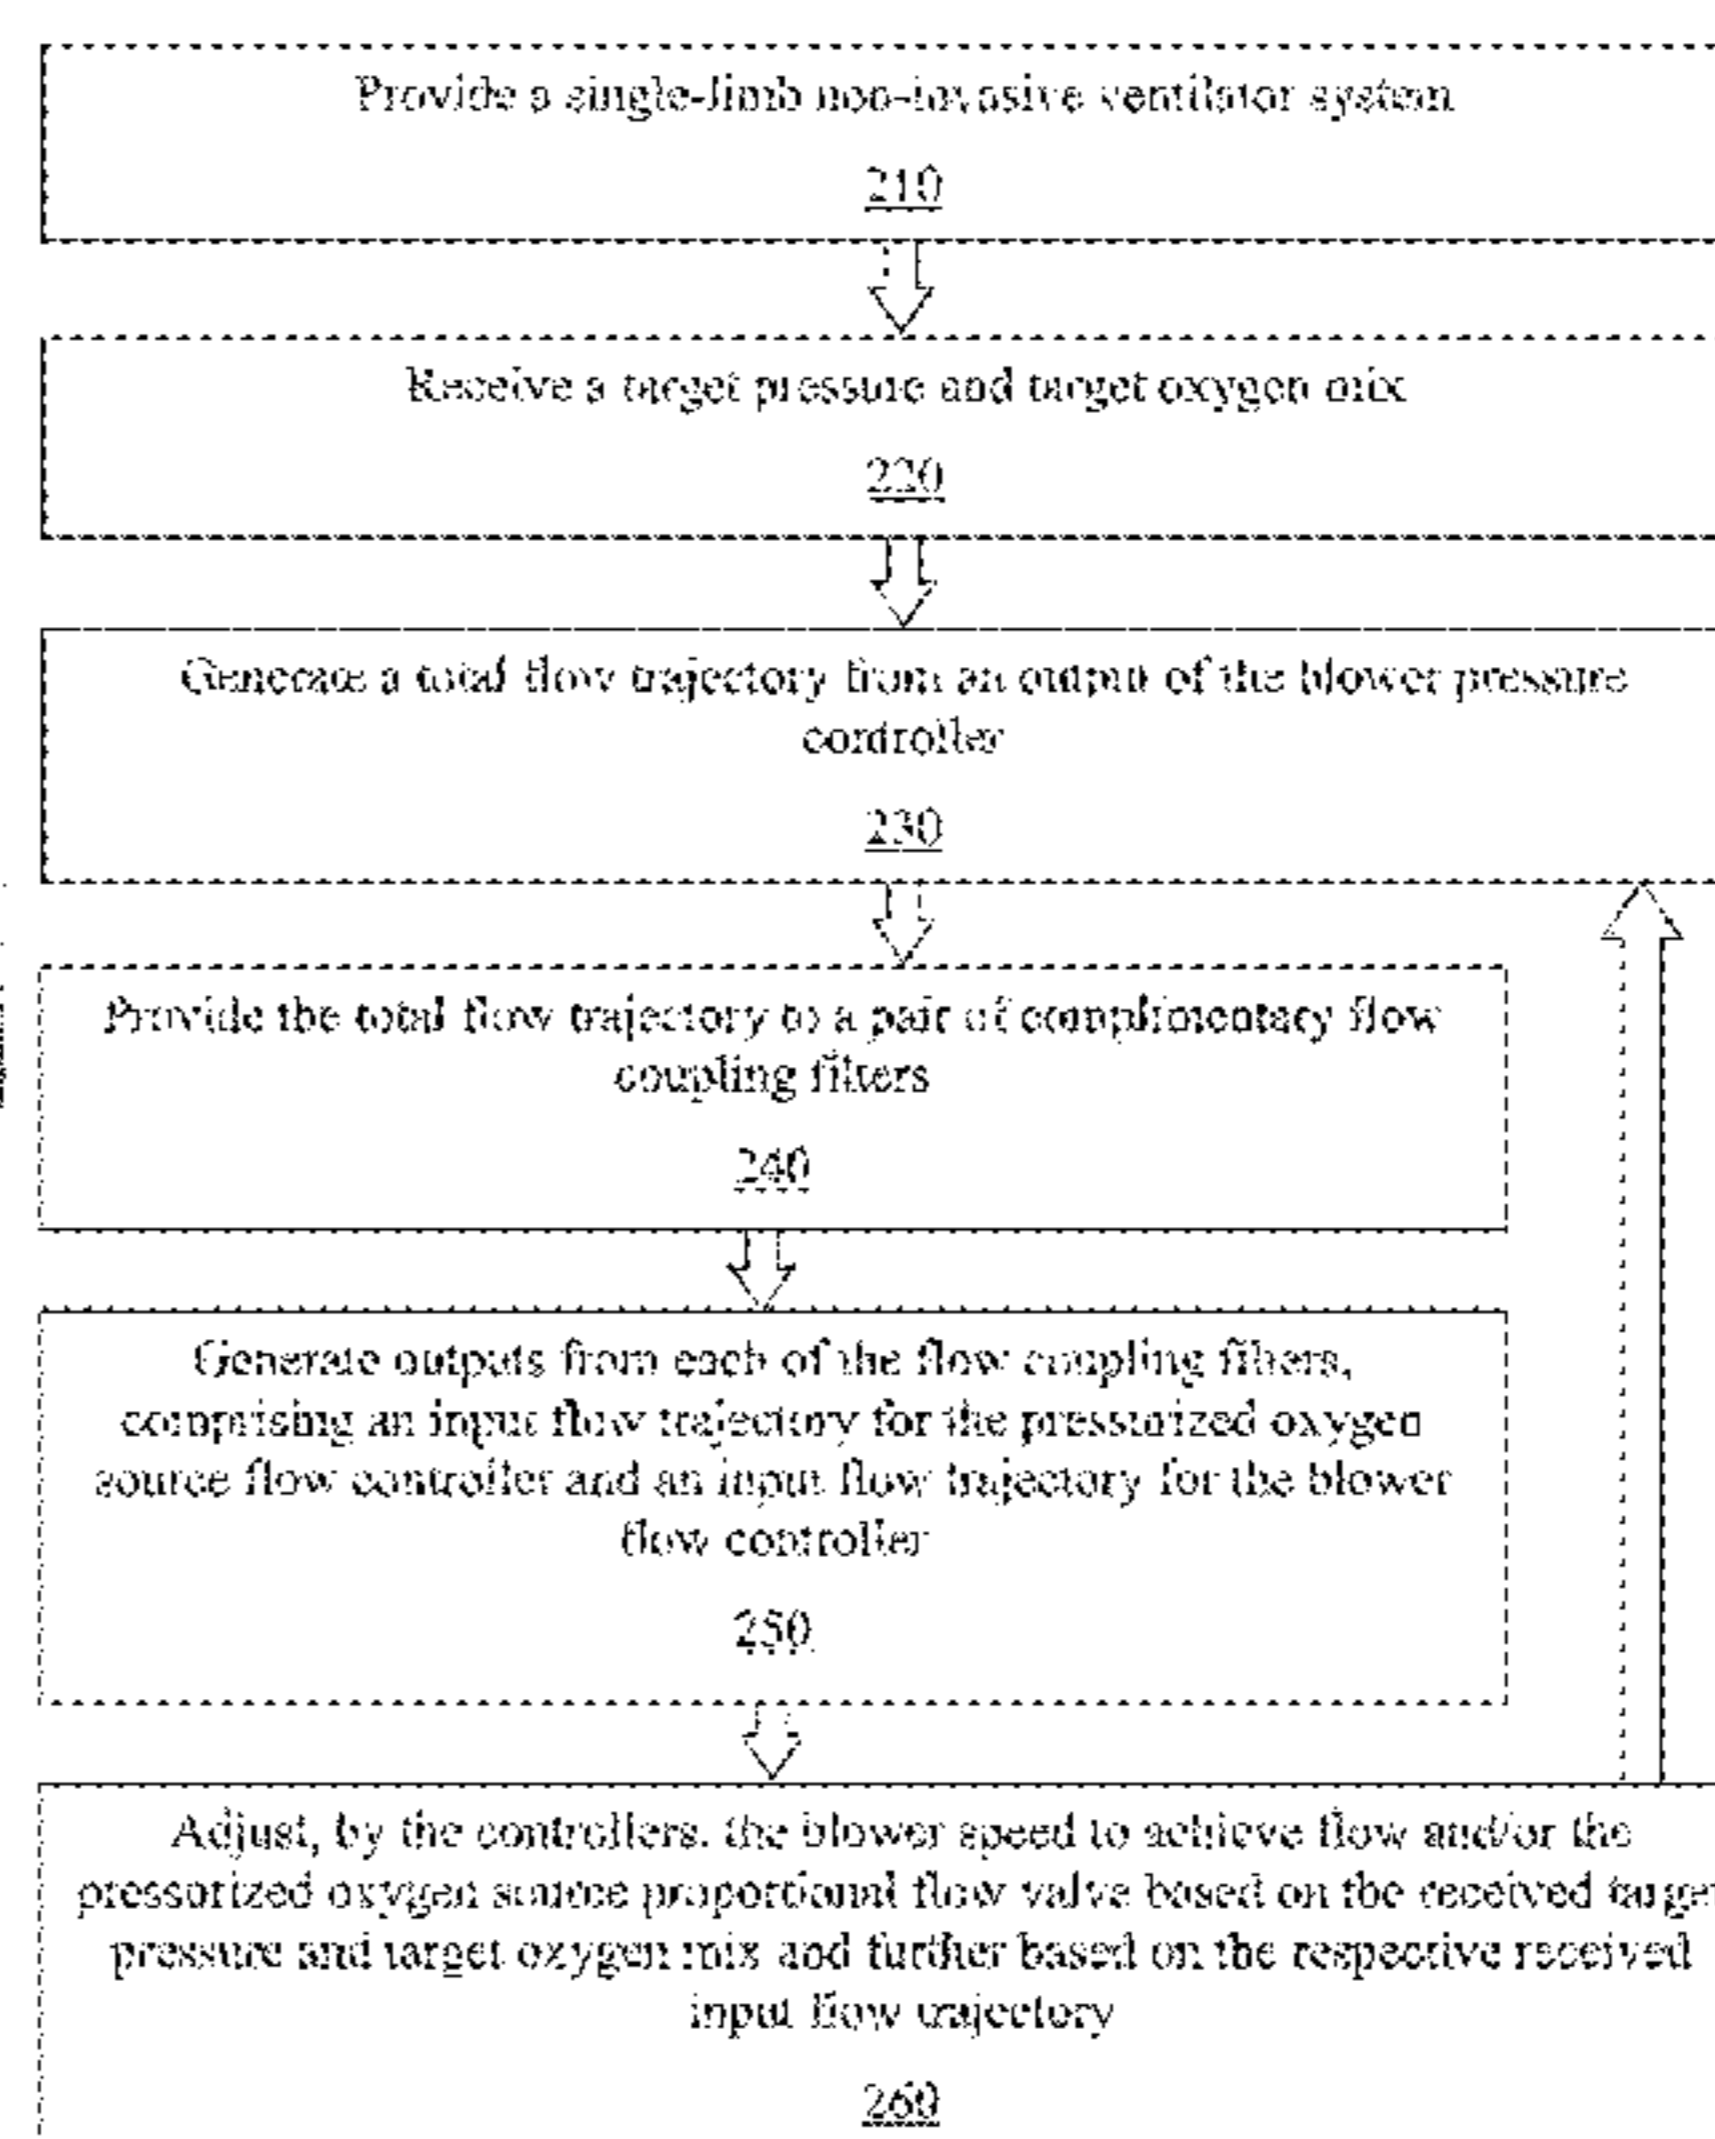 Provide a single-limb non-invasive ventilator system
210
Receive a target pressure and target oxygen mix
220
Generate a total flow trajectory from an output of the blower pressure
controller
230
Provide the total flow trajectory to a pair of complimentary flow
coupling filters
240
Generate outputs from each of the flow coupling filters,
comprising an input flow trajectory for the pressurized oxygen
source flow controller and an input flow trajectory for the blower
flow controller
250
Adjust, by the controllers, the blower speed to achieve flow and/or the
pressurized oxygen source proportional flow valve based on the received target
pressure and target oxygen mix and further based on the respective received
input flow trajectory
260